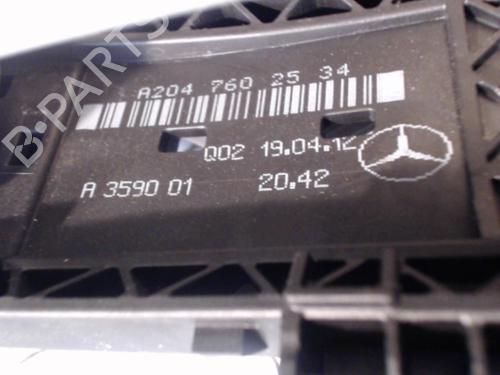 B-PARTS
A204 760 25 34
Q02 19.04.12
A 3590 01 20.42